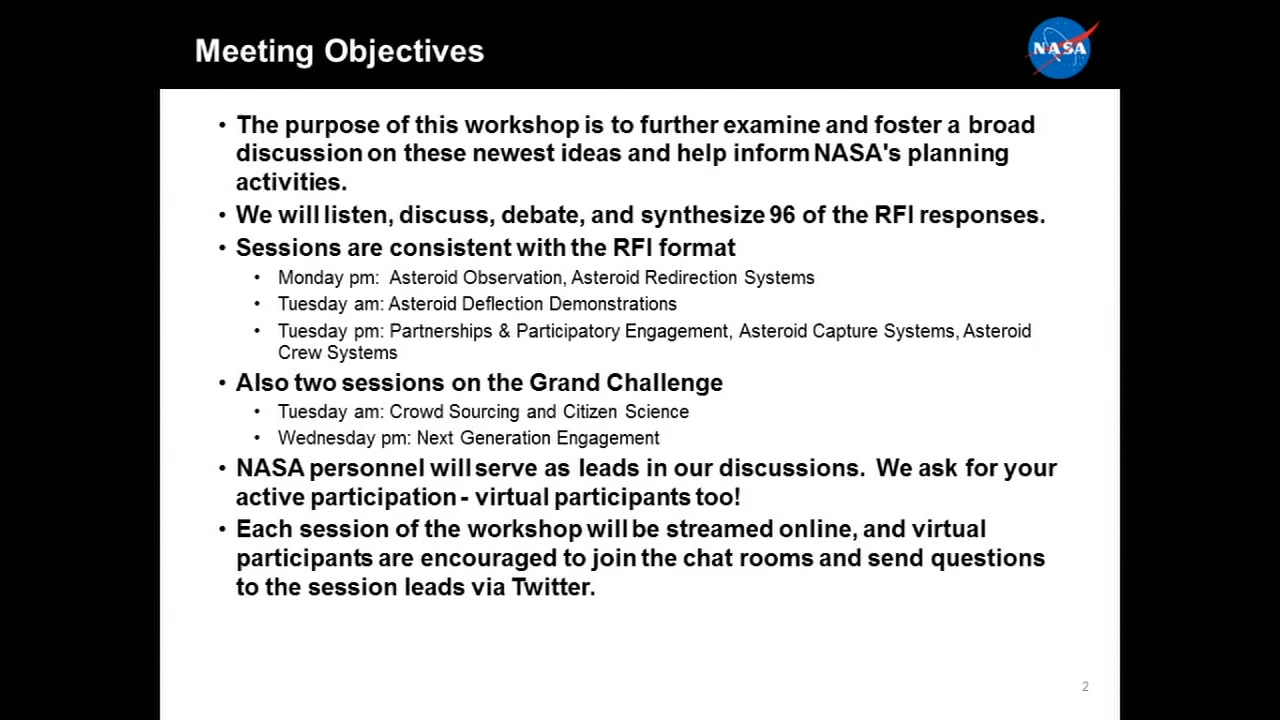 Meeting Objectives
NASA
• The purpose of this workshop is to further examine and foster a broad
discussion on these newest ideas and help inform NASA's planning
activities.
• We will listen, discuss, debate, and synthesize 96 of the RFI responses.
• Sessions are consistent with the RFI format
• Monday pm: Asteroid Observation, Asteroid Redirection Systems
• Tuesday am: Asteroid Deflection Demonstrations
• Tuesday pm: Partnerships & Participatory Engagement, Asteroid Capture Systems, Asteroid
Crew Systems
• Also two sessions on the Grand Challenge
• Tuesday am: Crowd Sourcing and Citizen Science
• Wednesday pm: Next Generation Engagement
• NASA personnel will serve as leads in our discussions. We ask for your
active participation - virtual participants too!
• Each session of the workshop will be streamed online, and virtual
participants are encouraged to join the chat rooms and send questions
to the session leads via Twitter.
2